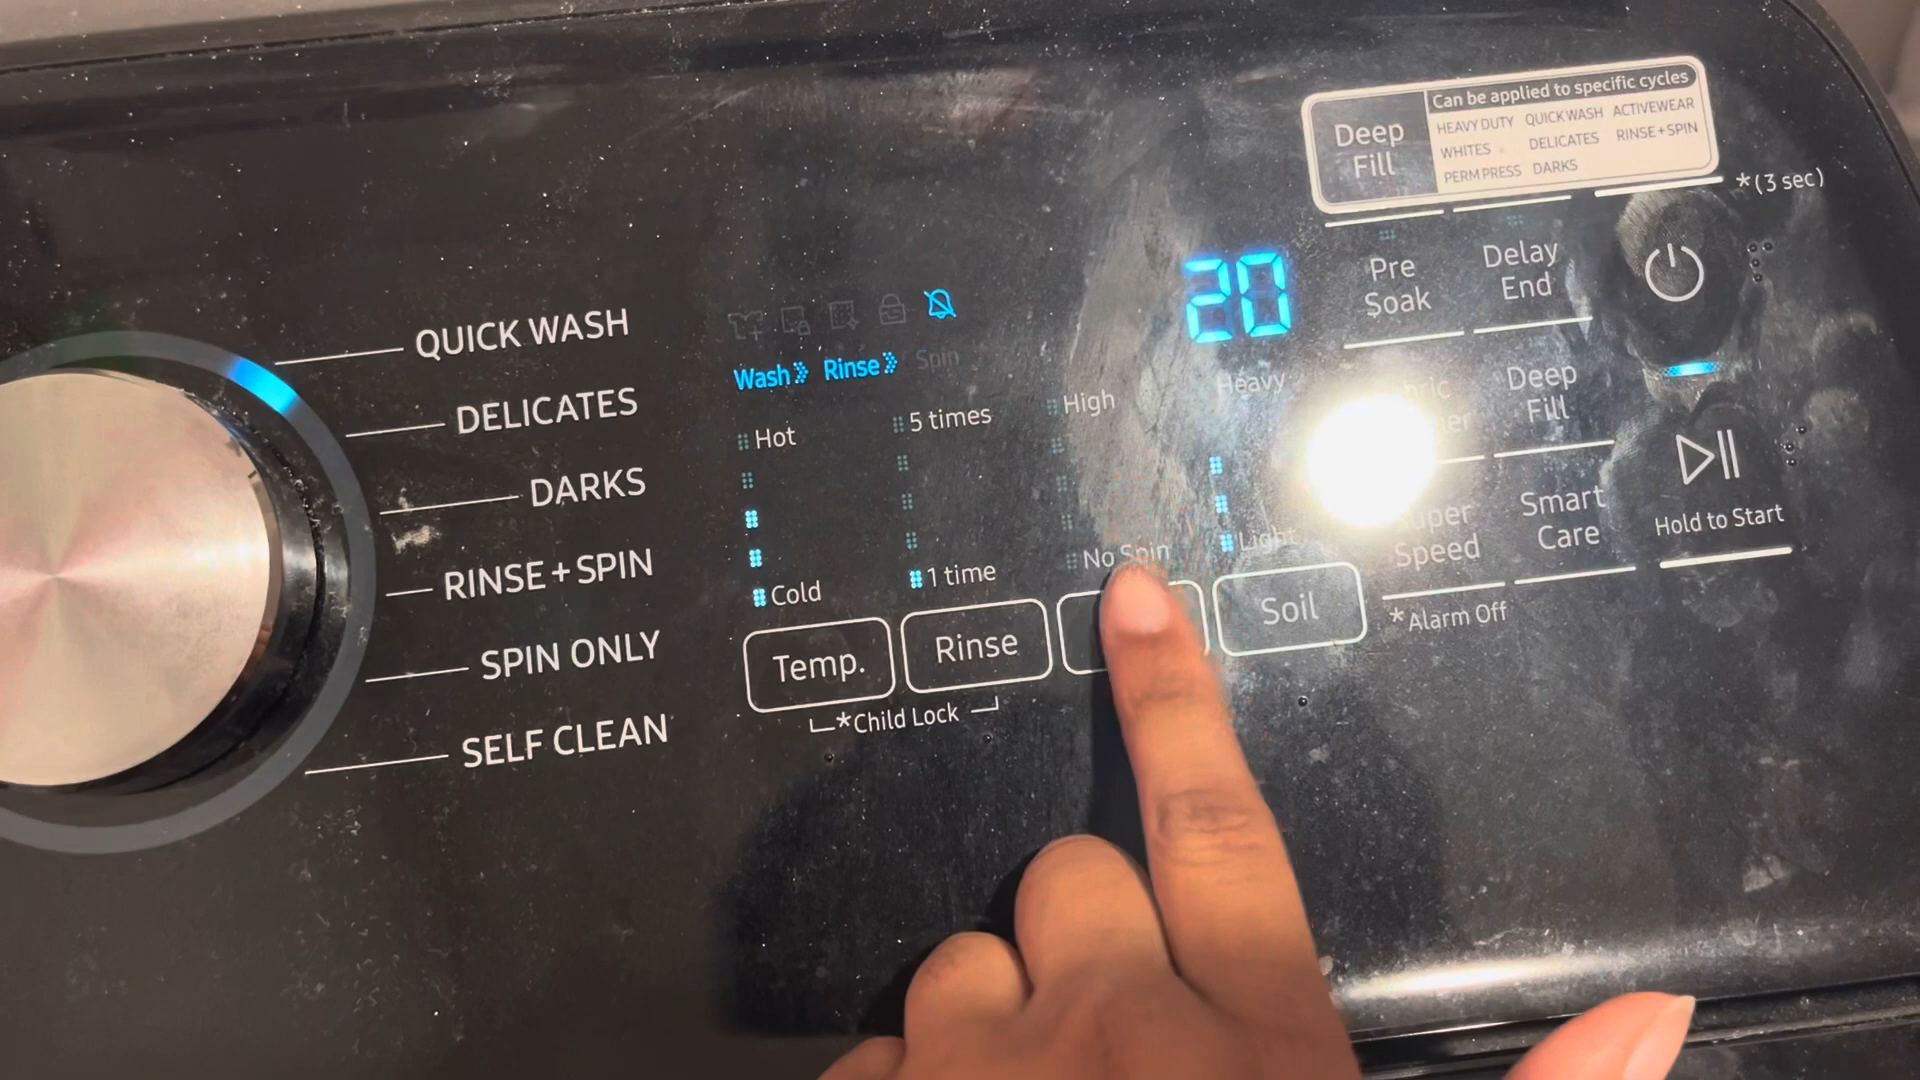 Can be applied to specific cycles
Deep
Fill
HEAVY DUTY QUICK WASH ACTIVEWEAR
WHITES DELICATES RINSE+SPIN
PERM PRESS DARKS
*(3 sec)
QUICK WASH
DELICATES
DARKS
RINSE+SPIN
SPIN ONLY
SELF CLEAN
20
Wash Rinse Spin
Hot 5 times High Heavy
Cold 1 time No Spin Light
Temp. Rinse Soil
*Child Lock
Pre
Soak
Delay
End
Deep
Fill
Super
Speed
Smart
Care
*Alarm Off
Hold to Start